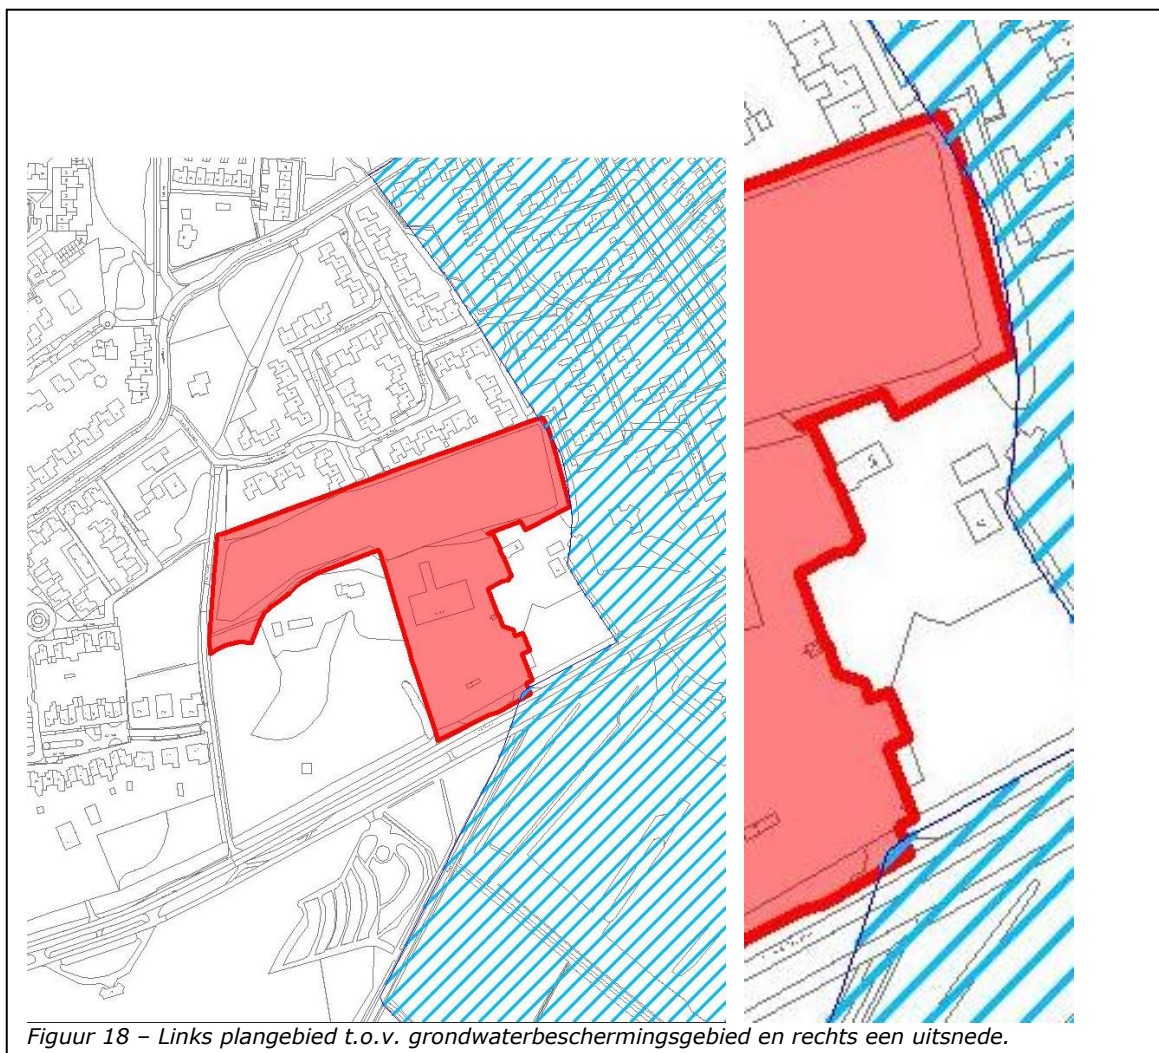 Figuur 18 – Links plangebied t.o.v. grondwaterbeschermingsgebied en rechts een uitsnede.